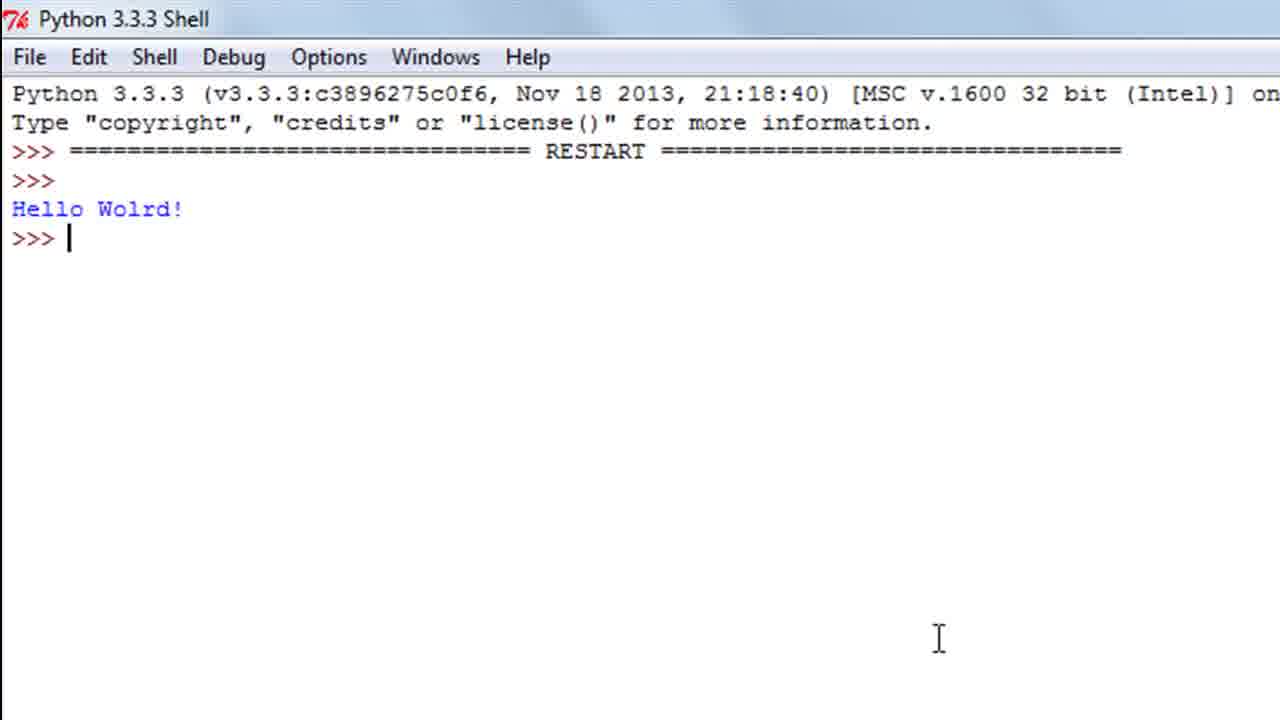 Python 3.3.3 Shell
File Edit Shell Debug Options Windows Help
Python 3.3.3 (v3.3.3:c3896275c0f6, Nov 18 2013, 21:18:40) [MSC v.1600 32 bit (Intel)] on
Type "copyright", "credits" or "license()" for more information.
>>> ================================ RESTART ================================
>>>
Hello Wolrd!
>>>